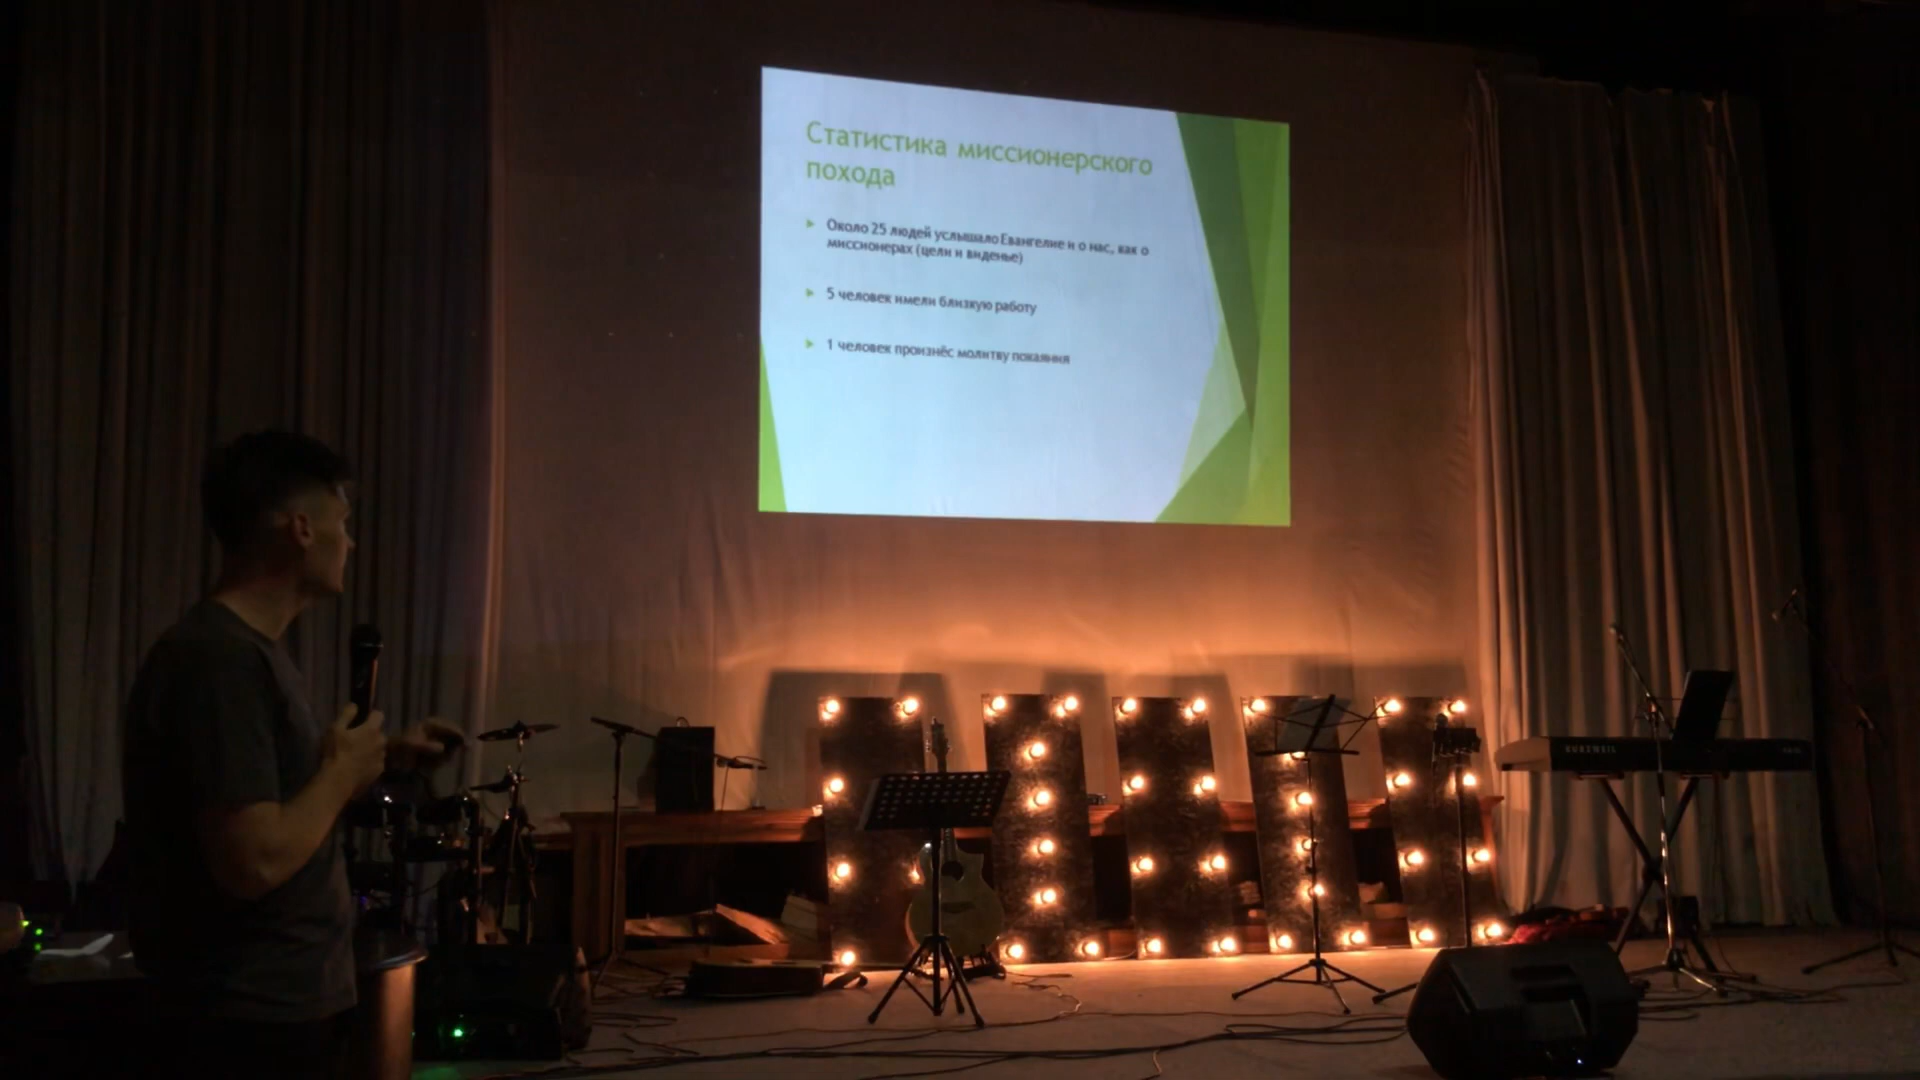 Статистика миссионерского
похода
Около 25 людей услышало Евангелие и о нас, как о
миссионерах (цели и виденье)
5 человек имели близкую работу
1 человек произнёс молитву покаяния
KURZWEIL